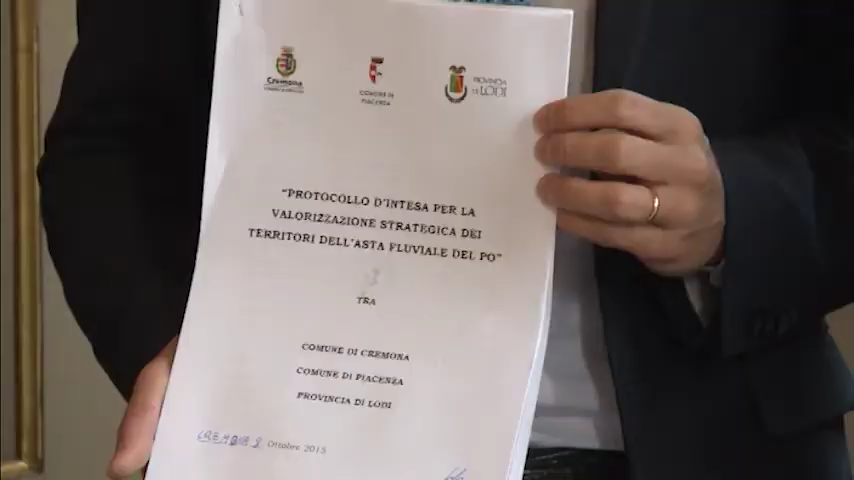 Cremona
COMUNE DI
PIACENZA
PROVINCIA
DI LODI
"PROTOCOLLO D'INTESA PER LA
VALORIZZAZIONE STRATEGICA DEI
TERRITORI DELL'ASTA FLUVIALE DEL PO"
TRA
COMUNE DI CREMONA
COMUNE DI PIACENZA
PROVINCIA DI LODI
Ottobre 2015